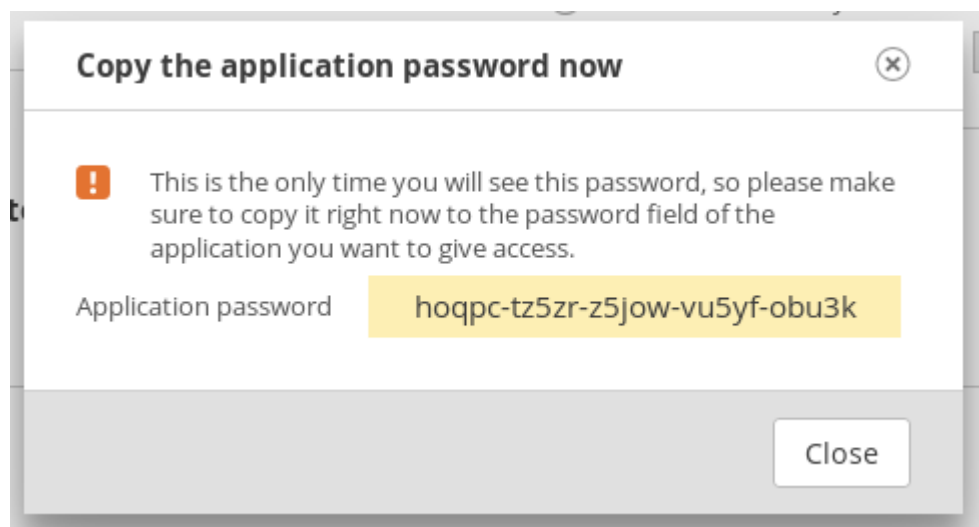 Copy the application password now
This is the only time you will see this password, so please make
sure to copy it right now to the password field of the
application you want to give access.
Application password hoqpc-tz5zr-z5jow-vu5yf-obu3k
Close